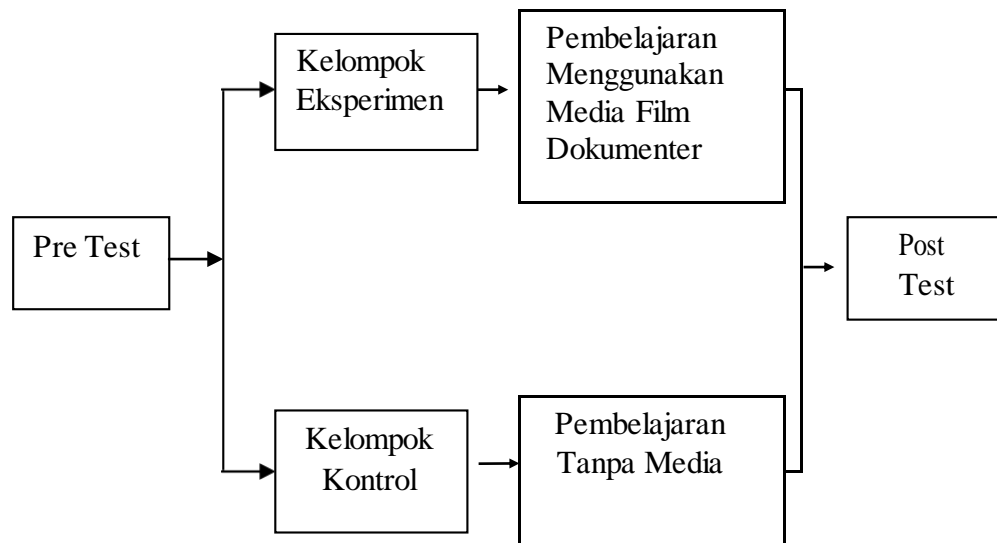 Pre Test
Kelompok
Eksperimen
Pembelajaran
Menggunakan
Media Film
Dokumenter
Kelompok
Kontrol
Pembelajaran
Tanpa Media
Post
Test